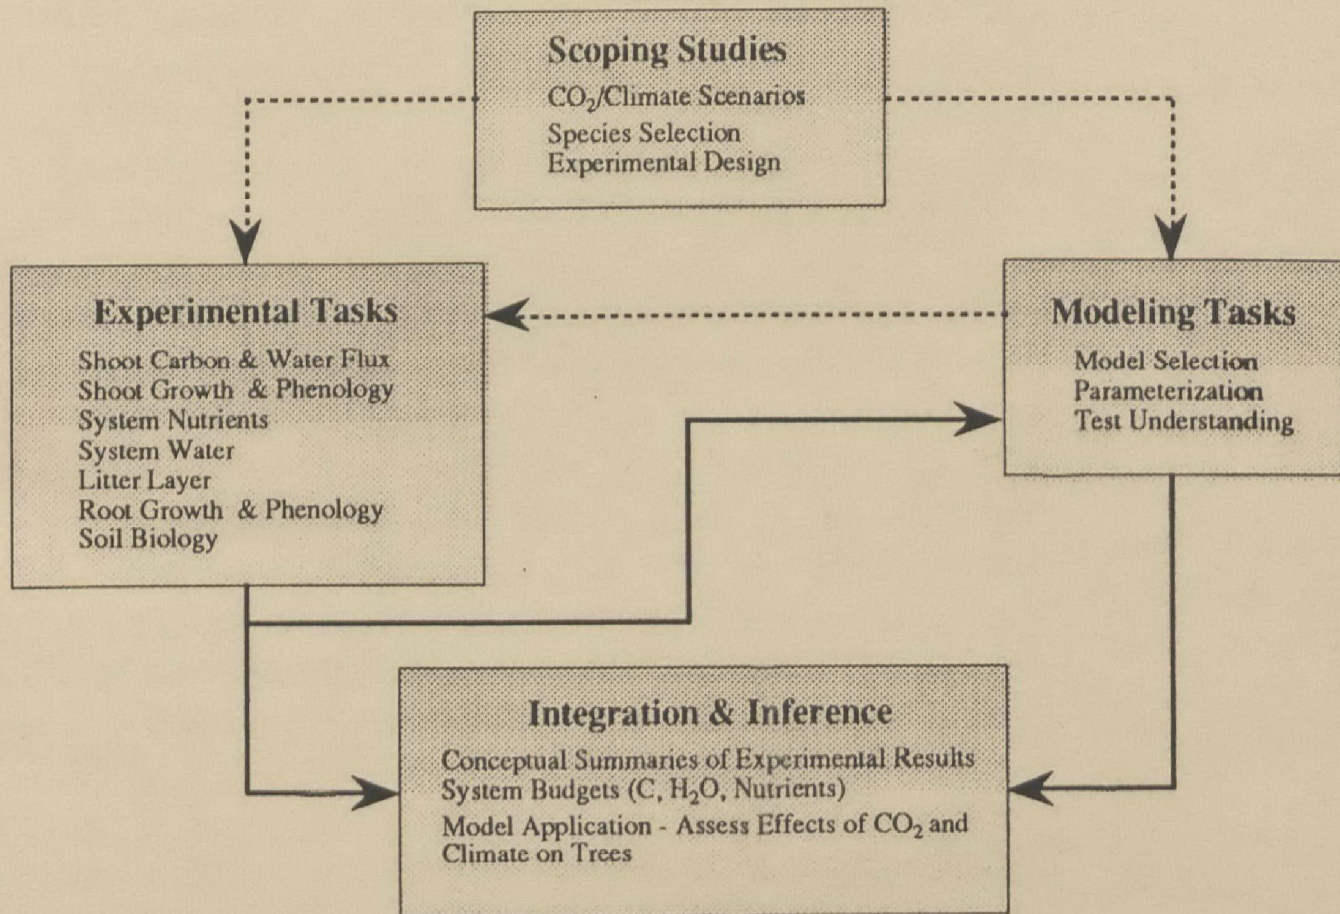 Scoping Studies
CO₂/Climate Scenarios
Species Selection
Experimental Design
Experimental Tasks
Shoot Carbon & Water Flux
Shoot Growth & Phenology
System Nutrients
System Water
Litter Layer
Root Growth & Phenology
Soil Biology
Modeling Tasks
Model Selection
Parameterization
Test Understanding
Integration & Inference
Conceptual Summaries of Experimental Results
System Budgets (C, H₂O, Nutrients)
Model Application - Assess Effects of CO₂ and
Climate on Trees